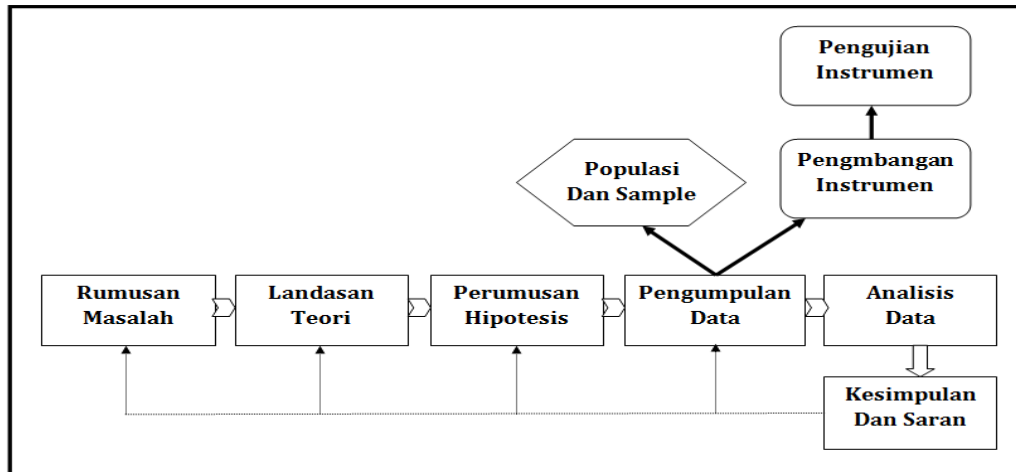 Pengujian
Instrumen
Populasi
Dan Sample
Pengmbangan
Instrumen
Rumusan
Masalah
Landasan
Teori
Perumusan
Hipotesis
Pengumpulan
Data
Analisis
Data
Kesimpulan
Dan Saran